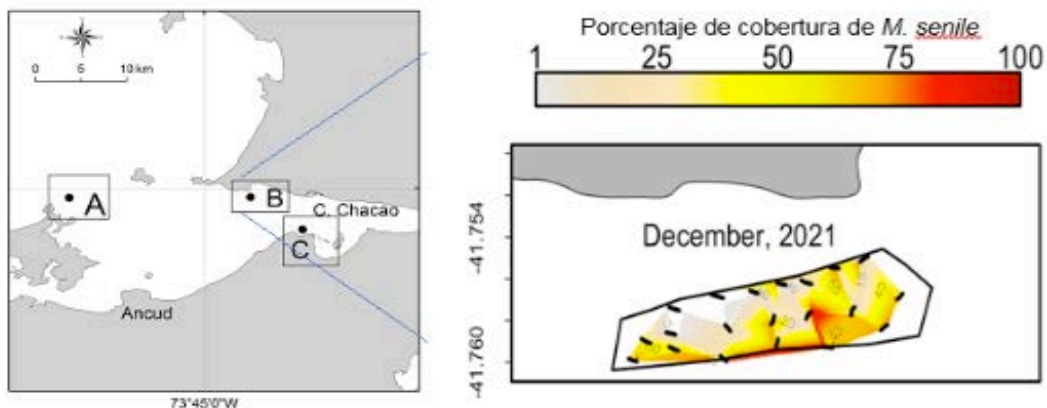 0 5 10 km
A
B
C. Chacao
C
Ancud
73°45'0"W
Porcentaje de cobertura de M. senile
1 25 50 75 100
December, 2021
-41.754
-41.760